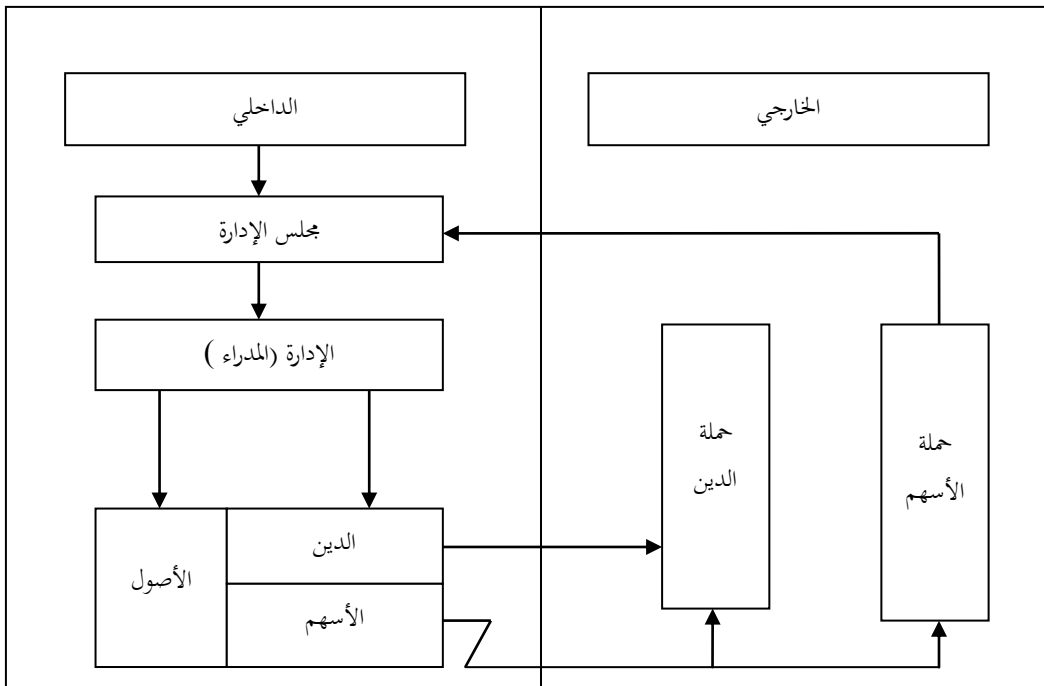 الخارجي
الداخلي
مجلس الإدارة
الإدارة (المدراء )
حملة
الأسهم
حملة
الدين
الدين
الأصول
الأسهم